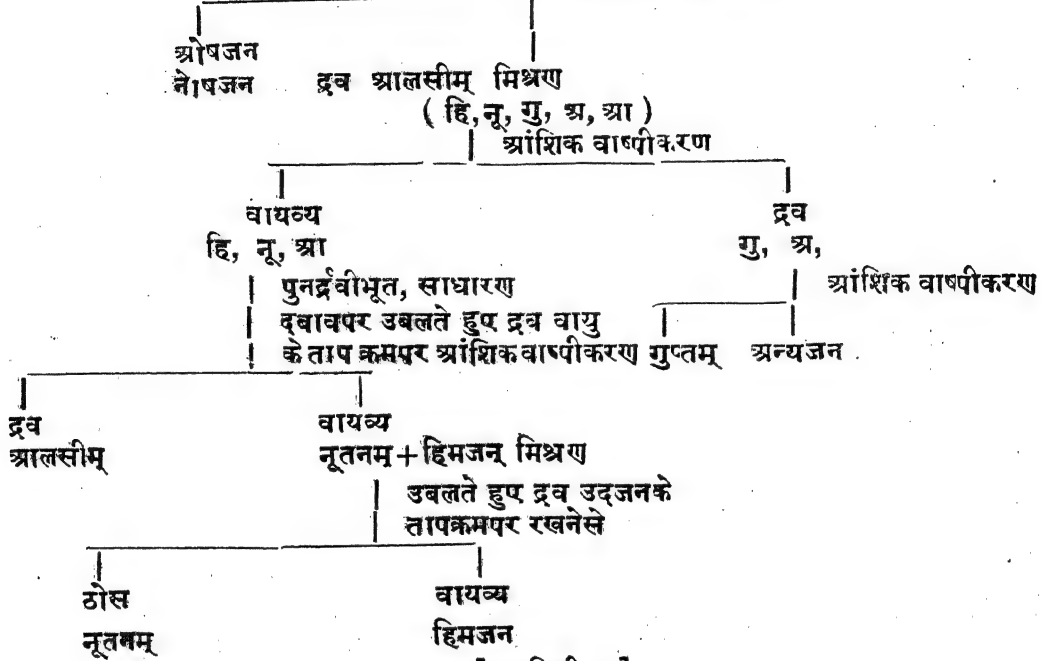 ओषजन
नोषजन द्रव आलसीम् मिश्रण
( हि, नू, गु, अ, आ )
आंशिक वाष्पीकरण
वायव्य द्रव
हि, नू, आ गु, अ,
पुनर्द्रवीभूत, साधारण आंशिक वाष्पीकरण
दबावपर उबलते हुए द्रव वायु
के ताप क्रमपर आंशिक वाष्पीकरण गुप्तम् अन्यजन
द्रव वायव्य
आलसीम् नूतनम्+हिमजन् मिश्रण
उबलते हुए द्रव उदजनके
तापक्रमपर रखनेसे
ठोस वायव्य
नूतनम् हिमजन